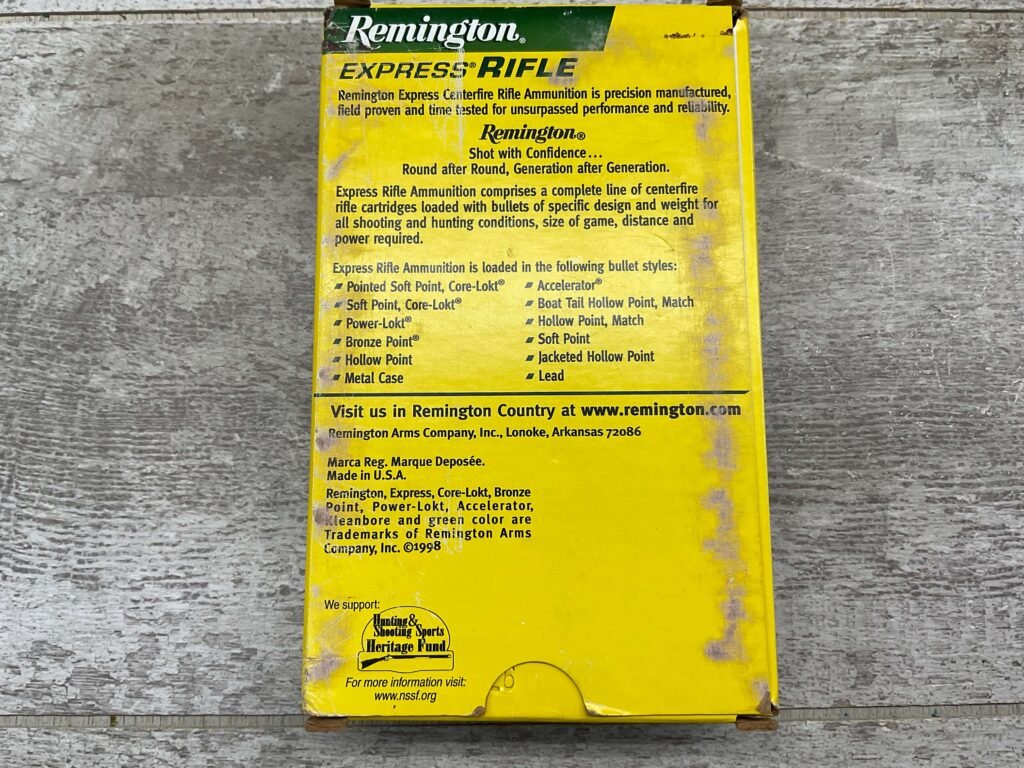 Remington®
EXPRESS® RIFLE
Remington Express Centerfire Rifle Ammunition is precision manufactured,
field proven and time tested for unsurpassed performance and reliability.
Remington®
Shot with Confidence...
Round after Round, Generation after Generation.
Express Rifle Ammunition comprises a complete line of centerfire
rifle cartridges loaded with bullets of specific design and weight for
all shooting and hunting conditions, size of game, distance and
power required.
Express Rifle Ammunition is loaded in the following bullet styles:
Pointed Soft Point, Core-Lokt®
Soft Point, Core-Lokt®
Power-Lokt®
Bronze Point®
Hollow Point
Metal Case
Accelerator®
Boat Tail Hollow Point, Match
Hollow Point, Match
Soft Point
Jacketed Hollow Point
Lead
Visit us in Remington Country at www.remington.com
Remington Arms Company, Inc., Lonoke, Arkansas 72086
Marca Reg. Marque Deposée.
Made in U.S.A.
Remington, Express, Core-Lokt, Bronze
Point, Power-Lokt, Accelerator,
Kleanbore and green color are
Trademarks of Remington Arms
Company, Inc. ©1998
We support:
Hunting &
Shooting Sports
Heritage Fund
For more information visit:
www.nssf.org